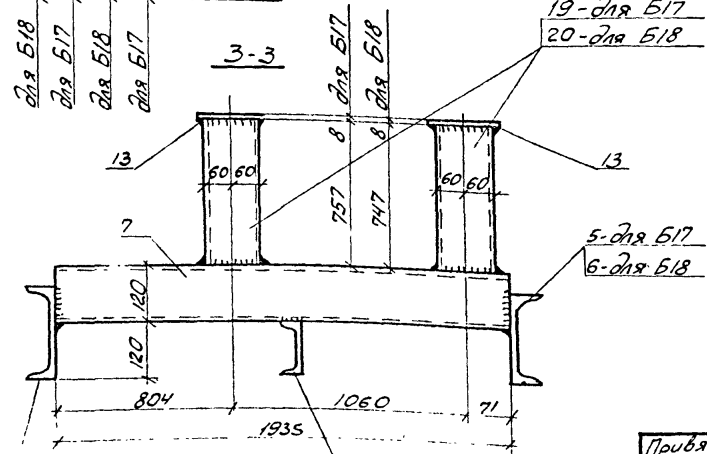 для Б18
для Б17
для Б18
для Б17
3-3
8 для Б17
8 для Б18
19-для Б17
20-для Б18
13
60 60
757
747
60 60
13
7
5-для Б17
6-для Б18
120
120
804
1060
71
1935
Привя